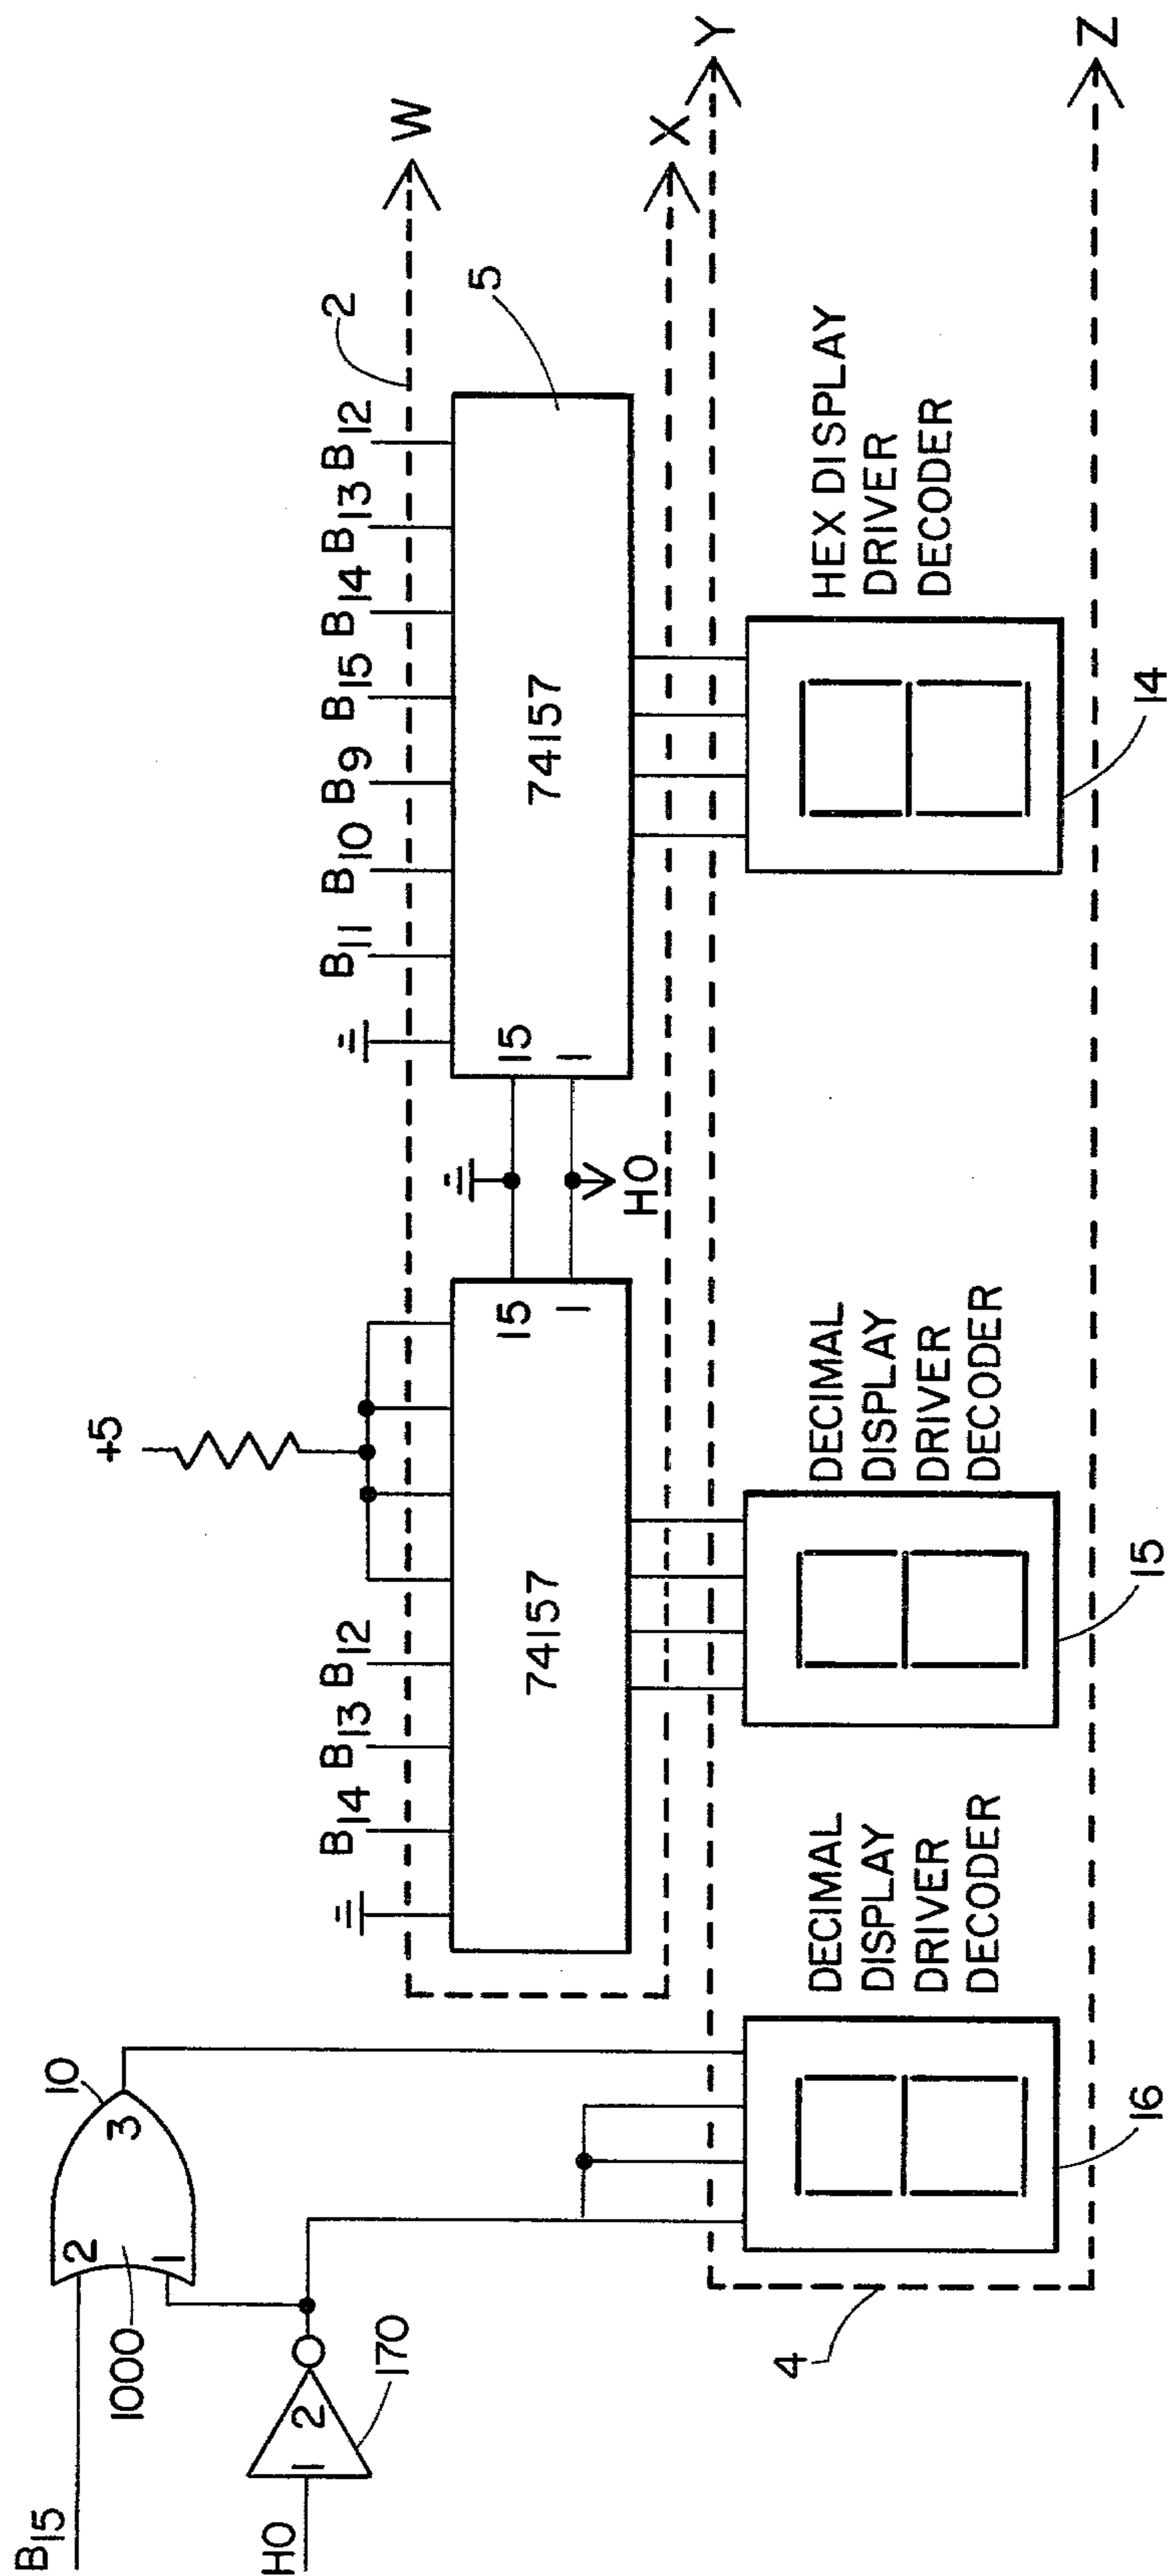 B15
HO
1
2
170
1000
2
1
3
10
+5
B14
B13
B12
B11
B10
B9
B15
B14
B13
B12
2
W
74157
15
1
HO
15
1
74157
5
X
Y
4
DECIMAL
DISPLAY
DRIVER
DECODER
DECIMAL
DISPLAY
DRIVER
DECODER
HEX DISPLAY
DRIVER
DECODER
16
15
14
Z